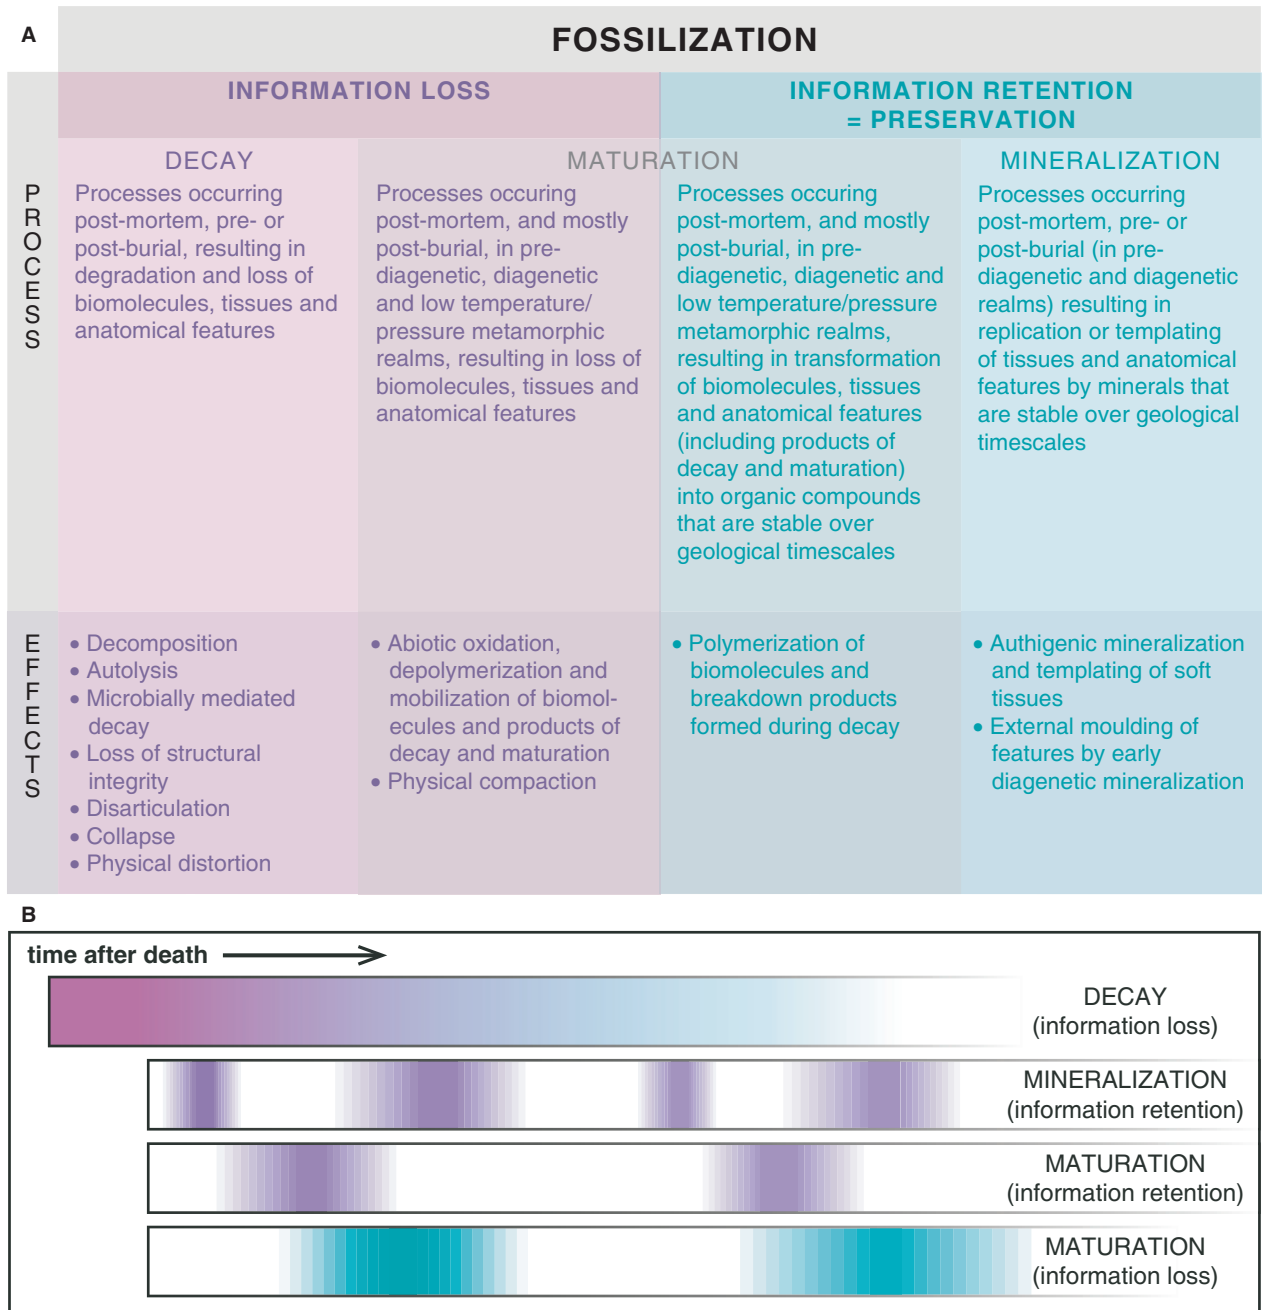 A
FOSSILIZATION
INFORMATION LOSS
INFORMATION RETENTION
= PRESERVATION
PROCESS
DECAY
Processes occurring
post-mortem, pre- or
post-burial, resulting in
degradation and loss of
biomolecules, tissues and
anatomical features
MATURATION
Processes occuring
post-mortem, and mostly
post-burial, in pre-
diagenetic, diagenetic
and low temperature/
pressure metamorphic
realms, resulting in loss of
biomolecules, tissues and
anatomical features
Processes occuring
post-mortem, and mostly
post-burial, in pre-
diagenetic, diagenetic and
low temperature/pressure
metamorphic realms,
resulting in transformation
of biomolecules, tissues
and anatomical features
(including products of
decay and maturation)
into organic compounds
that are stable over
geological timescales
MINERALIZATION
Processes occurring
post-mortem, pre- or
post-burial (in pre-
diagenetic and diagenetic
realms) resulting in
replication or templating
of tissues and anatomical
features by minerals that
are stable over geological
timescales
EFFECTS
• Decomposition
• Autolysis
• Microbially mediated
decay
• Loss of structural
integrity
• Disarticulation
• Collapse
• Physical distortion
• Abiotic oxidation,
depolymerization and
mobilization of biomol-
ecules and products of
decay and maturation
• Physical compaction
• Polymerization of
biomolecules and
breakdown products
formed during decay
• Authigenic mineralization
and templating of soft
tissues
• External moulding of
features by early
diagenetic mineralization
B
time after death
DECAY
(information loss)
MINERALIZATION
(information retention)
MATURATION
(information retention)
MATURATION
(information loss)